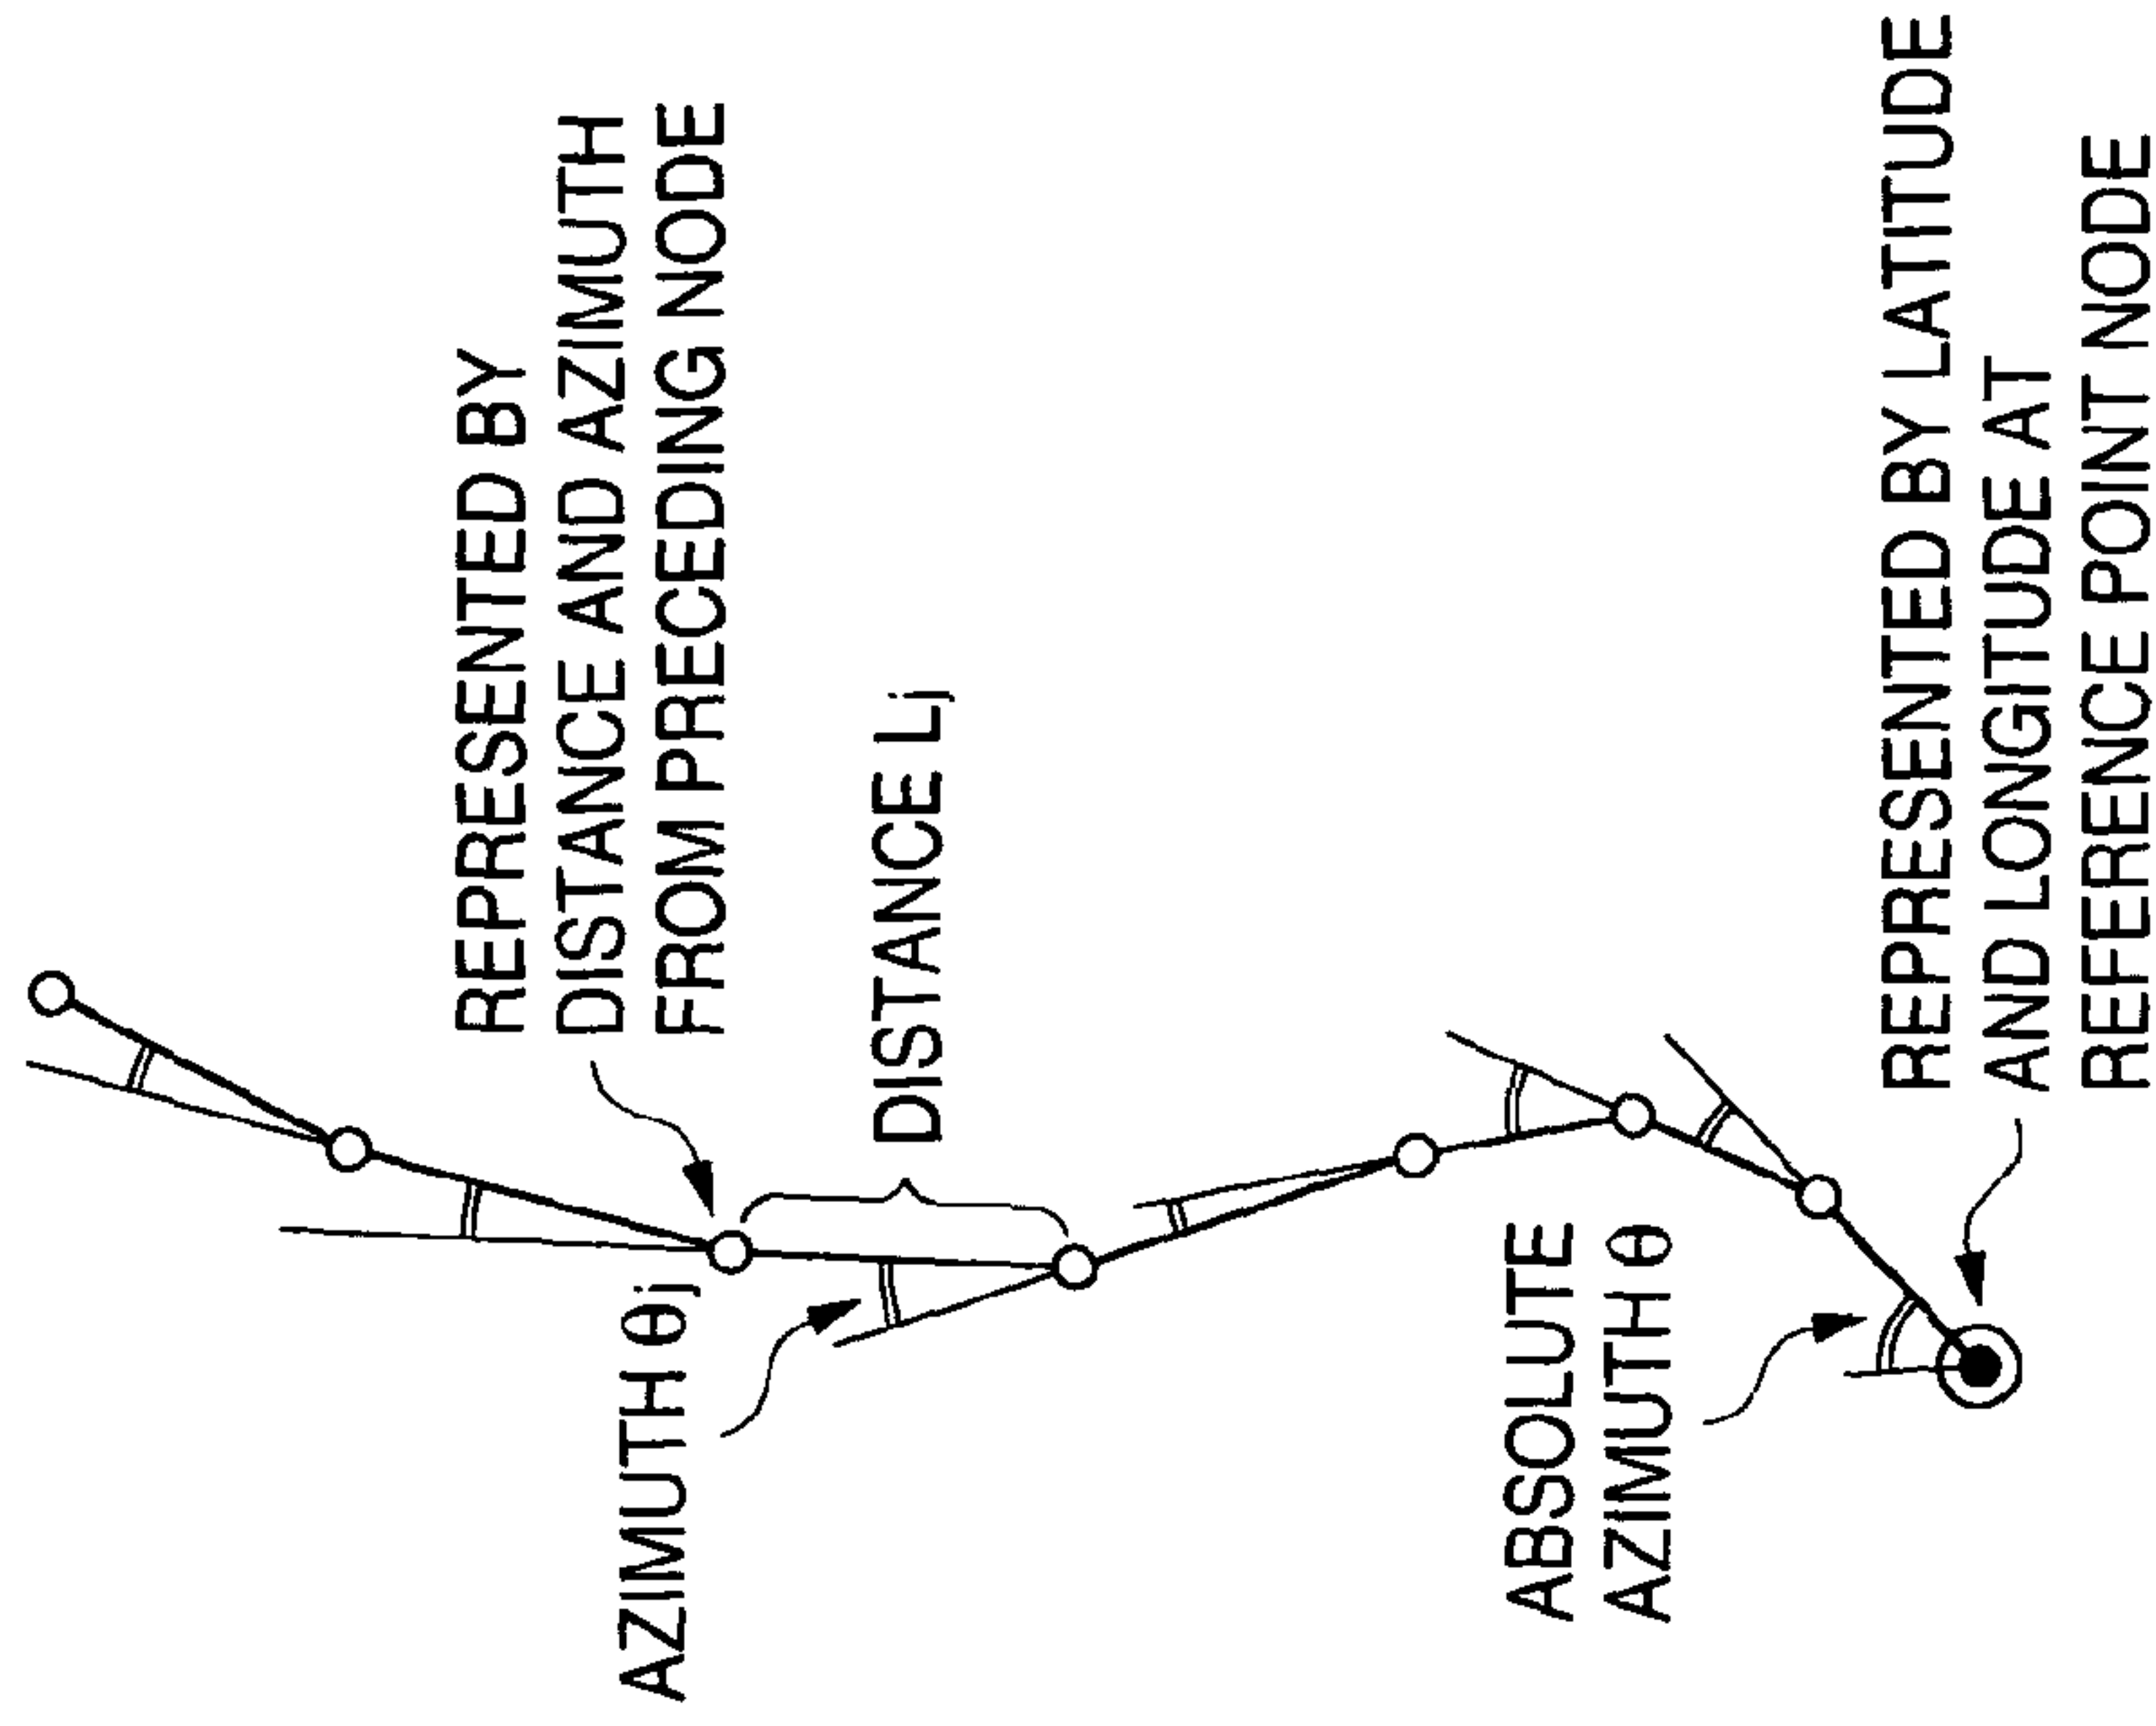 REPRESENTED BY
DISTANCE AND AZIMUTH
FROM PRECEDING NODE
AZIMUTH θj
DISTANCE Lj
ABSOLUTE
AZIMUTH θ
REPRESENTED BY LATITUDE
AND LONGITUDE AT
REFERENCE POINT NODE